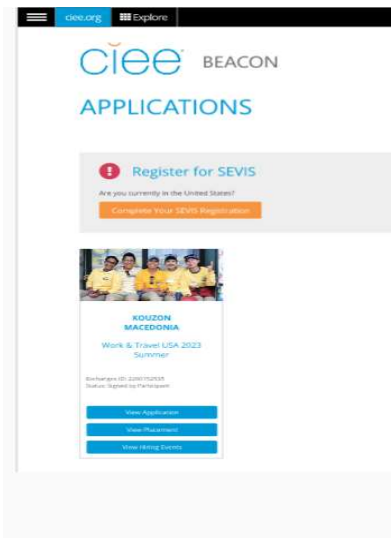 ciee.org Explore
ciee BEACON
APPLICATIONS
Register for SEVIS
Are you currently in the United States?
Complete Your SEVIS Registration
KOUZON
MACEDONIA
Work & Travel USA 2023
Summer
Status: Signed by Participant
View Application
View Placement
View Hiring Events